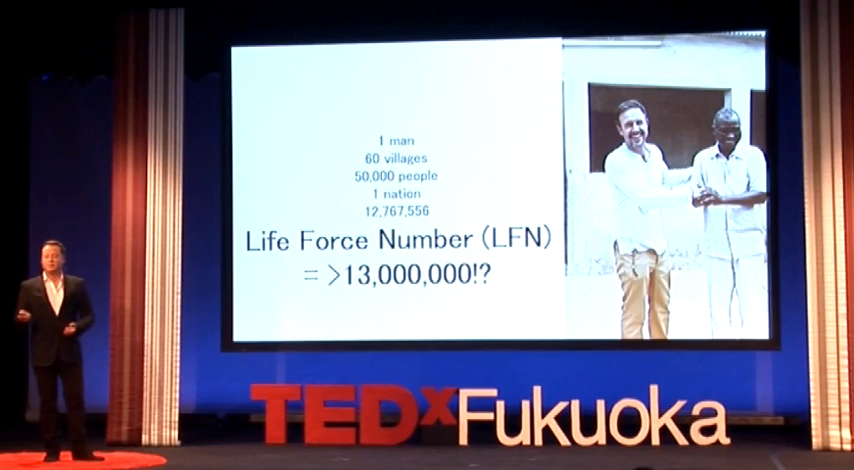 1 man
60 villages
50,000 people
1 nation
12,767,556
Life Force Number (LFN)
= >13,000,000!?
TEDxFukuoka